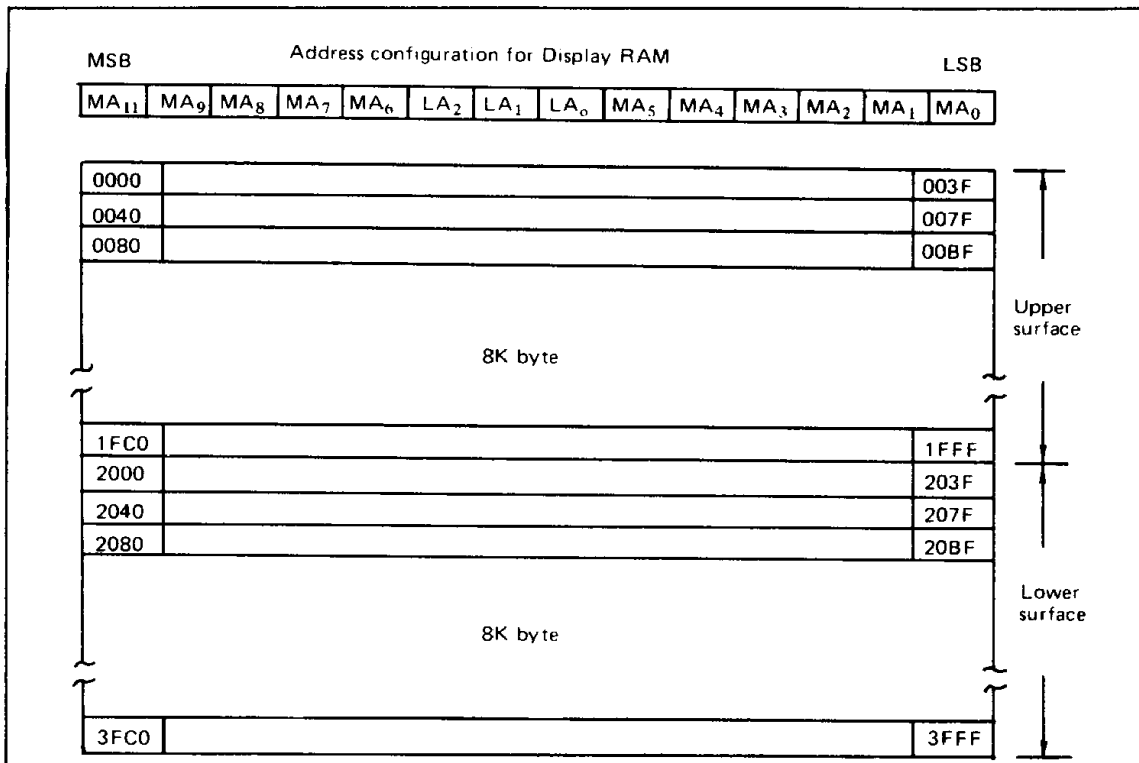 Address configuration for Display RAM
MSB LSB
MA11 MA9 MA8 MA7 MA6 LA2 LA1 LAo MA5 MA4 MA3 MA2 MA1 MA0
0000 003F
0040 007F
0080 00BF
Upper
surface
8K byte
1FC0 1FFF
2000 203F
2040 207F
2080 20BF
Lower
surface
8K byte
3FC0 3FFF